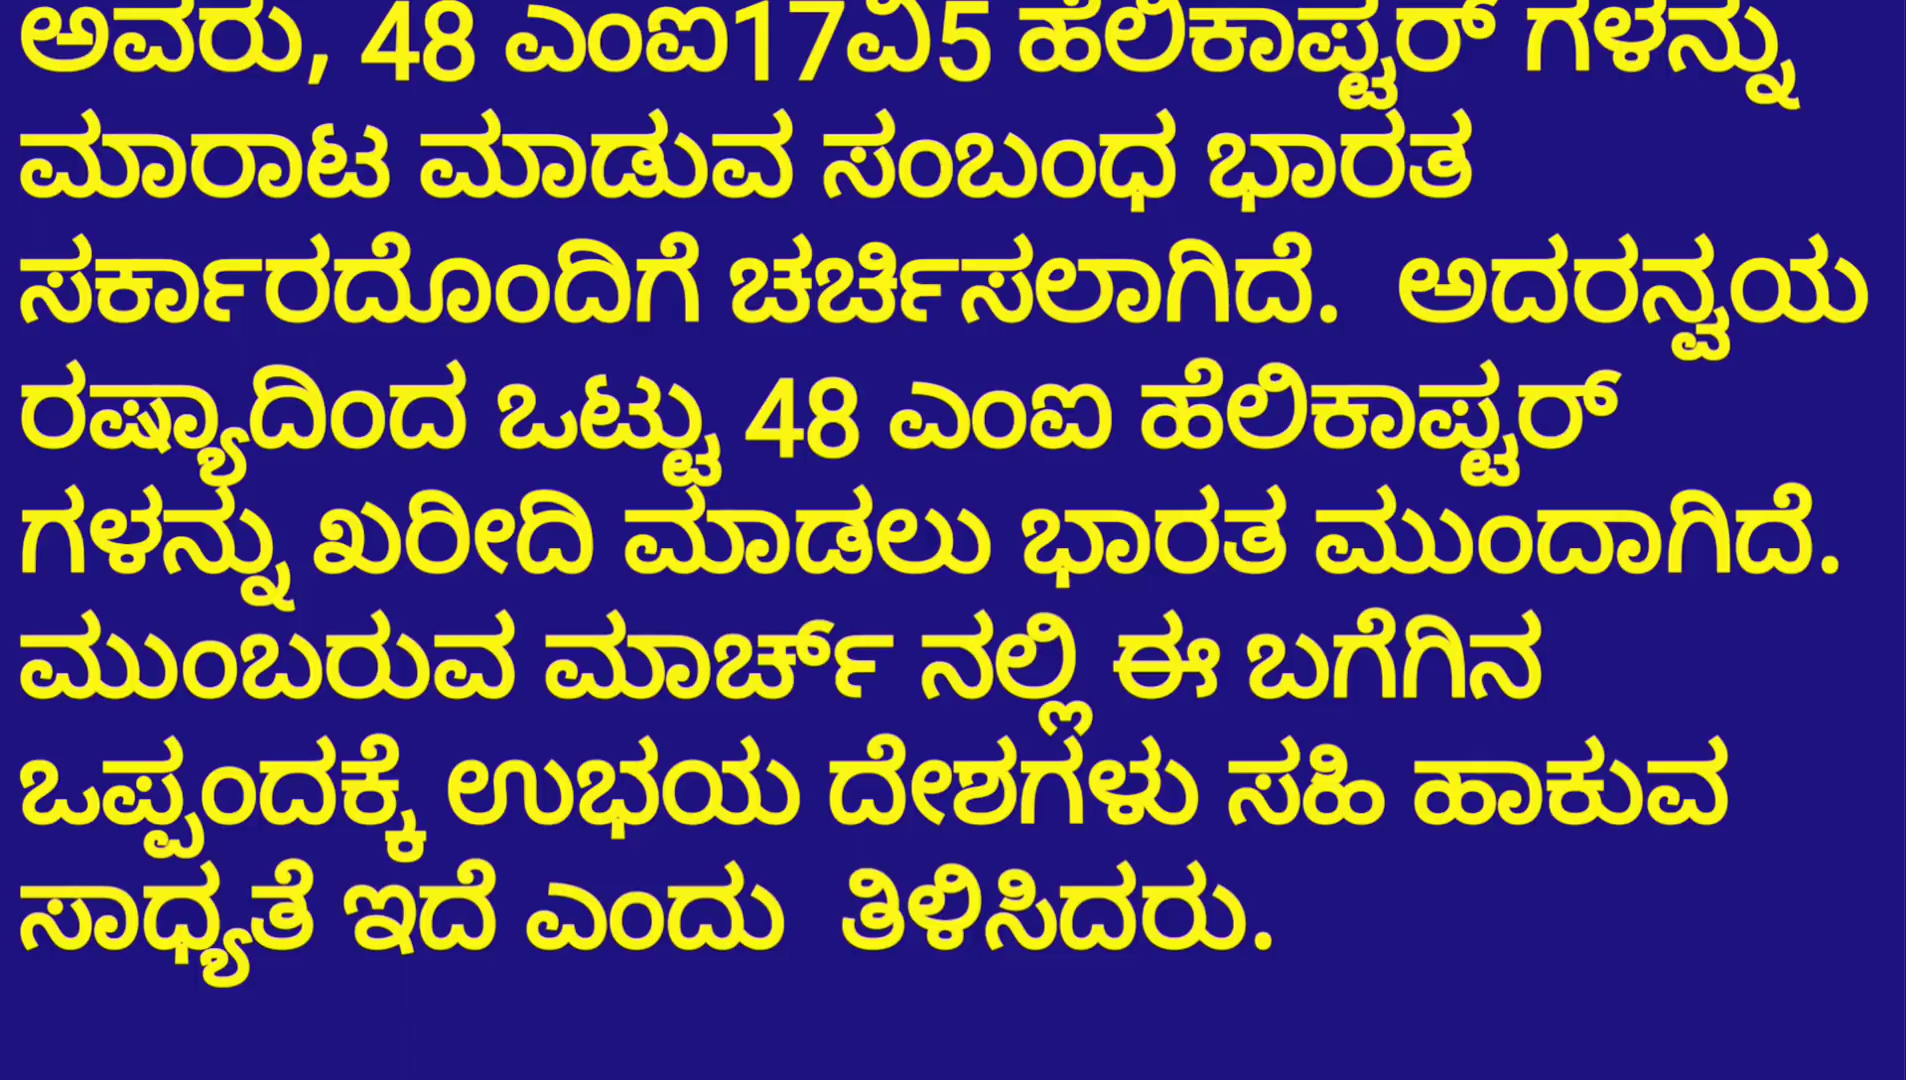 ಅವರು, 48 ಎಂಐ17ವಿ5 ಹೆಲಿಕಾಪ್ಟರ್ ಗಳನ್ನು
ಮಾರಾಟ ಮಾಡುವ ಸಂಬಂಧ ಭಾರತ
ಸರ್ಕಾರದೊಂದಿಗೆ ಚರ್ಚಿಸಲಾಗಿದೆ.  ಅದರನ್ವಯ
ರಷ್ಯಾದಿಂದ ಒಟ್ಟು 48 ಎಂಐ ಹೆಲಿಕಾಪ್ಟರ್
ಗಳನ್ನು ಖರೀದಿ ಮಾಡಲು ಭಾರತ ಮುಂದಾಗಿದೆ.
ಮುಂಬರುವ ಮಾರ್ಚ್ ನಲ್ಲಿ ಈ ಬಗೆಗಿನ
ಒಪ್ಪಂದಕ್ಕೆ ಉಭಯ ದೇಶಗಳು ಸಹಿ ಹಾಕುವ
ಸಾಧ್ಯತೆ ಇದೆ ಎಂದು  ತಿಳಿಸಿದರು.